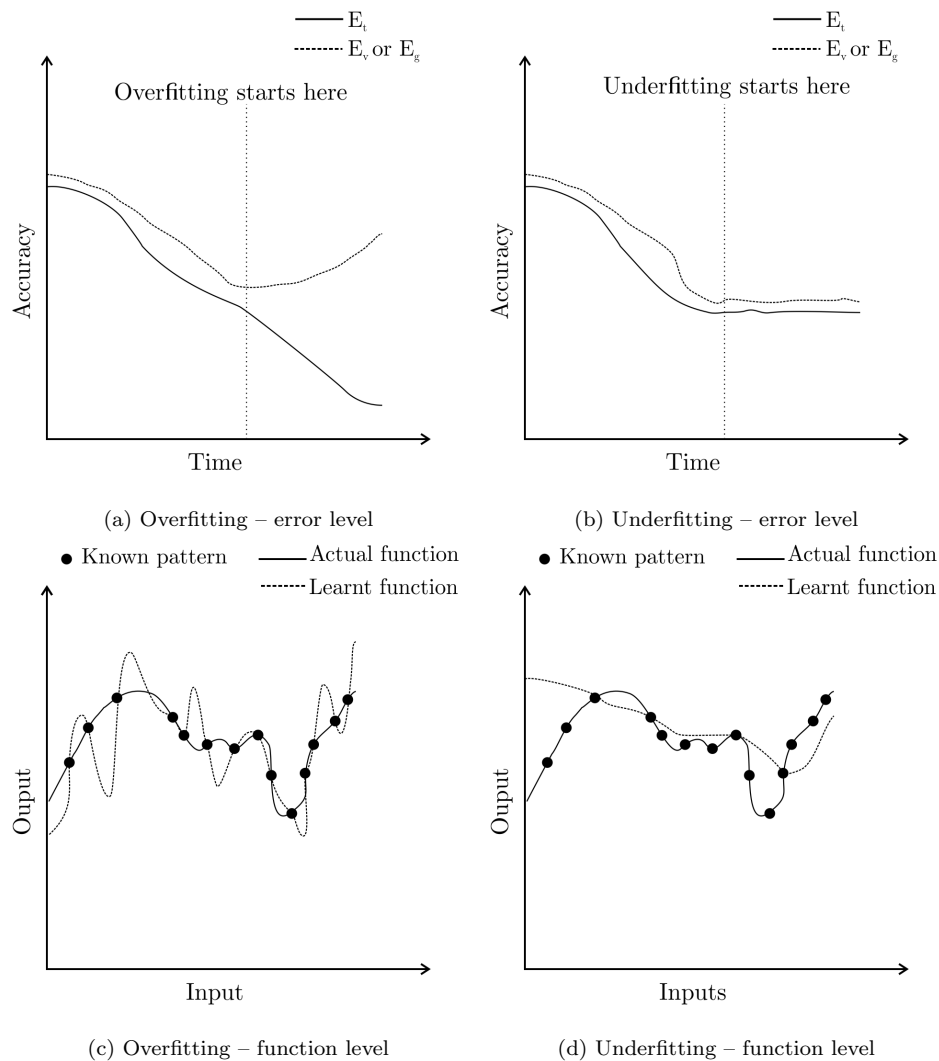 E_t
E_v or E_g
Overfitting starts here
Accuracy
Time
(a) Overfitting – error level
E_t
E_v or E_g
Underfitting starts here
Accuracy
Time
(b) Underfitting – error level
Known pattern
Actual function
Learnt function
Ouput
Input
(c) Overfitting – function level
Known pattern
Actual function
Learnt function
Ouput
Inputs
(d) Underfitting – function level